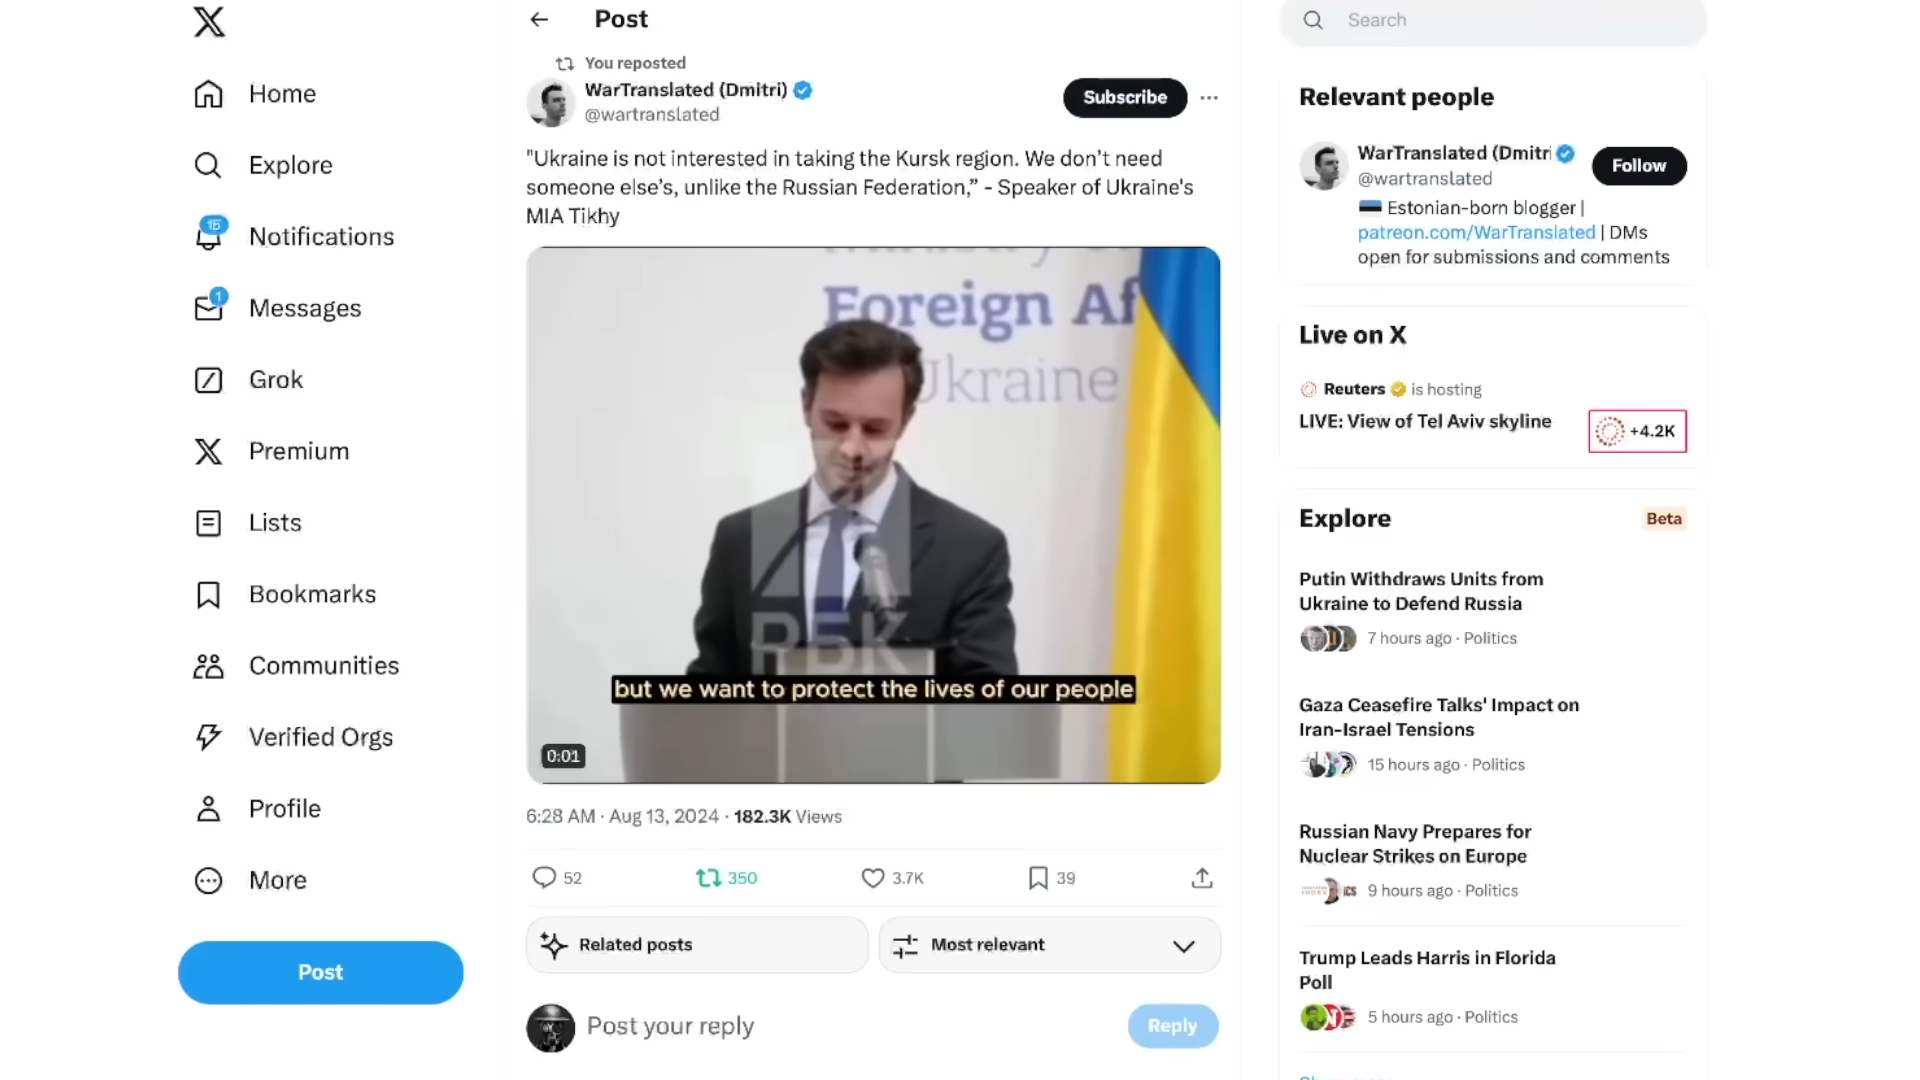 Home
Explore
15
Notifications
1
Messages
Grok
Premium
Lists
Bookmarks
Communities
Verified Orgs
Profile
More
Post
Post
You reposted
WarTranslated (Dmitri)
@wartranslated
Subscribe
"Ukraine is not interested in taking the Kursk region. We don’t need
someone else’s, unlike the Russian Federation,” - Speaker of Ukraine's
MIA Tikhy
Foreign Af
Ukraine
РБК
but we want to protect the lives of our people
0:01
6:28 AM · Aug 13, 2024 · 182.3K Views
52
350
3.7K
39
Related posts
Most relevant
Post your reply
Reply
Search
Relevant people
WarTranslated (Dmitri
@wartranslated
Follow
Estonian-born blogger |
patreon.com/WarTranslated | DMs
open for submissions and comments
Live on X
Reuters is hosting
LIVE: View of Tel Aviv skyline
+4.2K
Explore
Beta
Putin Withdraws Units from
Ukraine to Defend Russia
7 hours ago · Politics
Gaza Ceasefire Talks' Impact on
Iran-Israel Tensions
15 hours ago · Politics
Russian Navy Prepares for
Nuclear Strikes on Europe
9 hours ago · Politics
Trump Leads Harris in Florida
Poll
5 hours ago · Politics